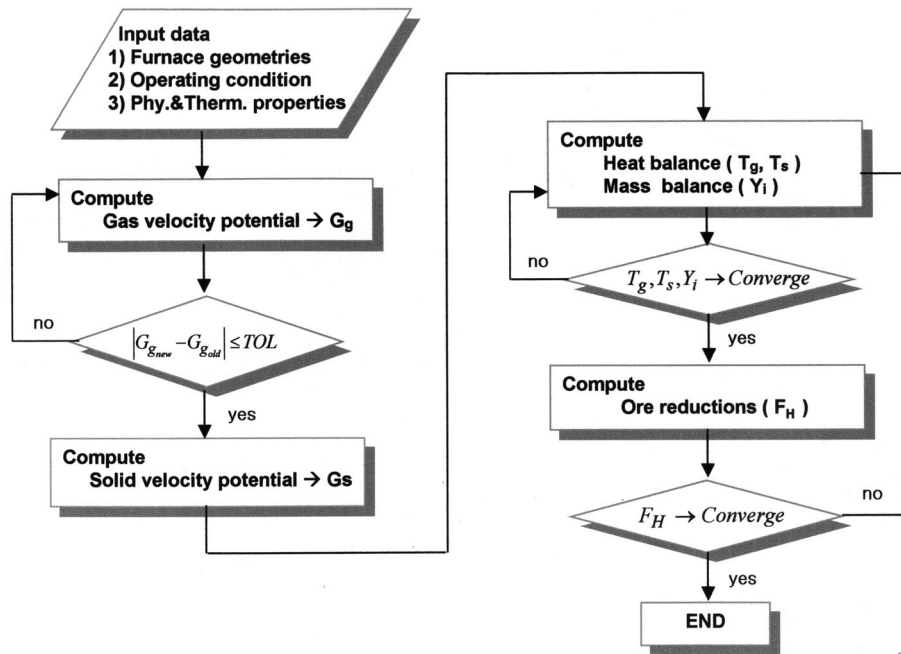 Input data
1) Furnace geometries
2) Operating condition
3) Phy.&Therm. properties
Compute
Gas velocity potential → Gg
no
|Gg_new −Gg_old| ≤ TOL
yes
Compute
Solid velocity potential → Gs
Compute
Heat balance ( Tg, Ts )
Mass balance ( Yi )
no
Tg,Ts,Yi → Converge
yes
Compute
Ore reductions ( FH )
no
FH → Converge
yes
END